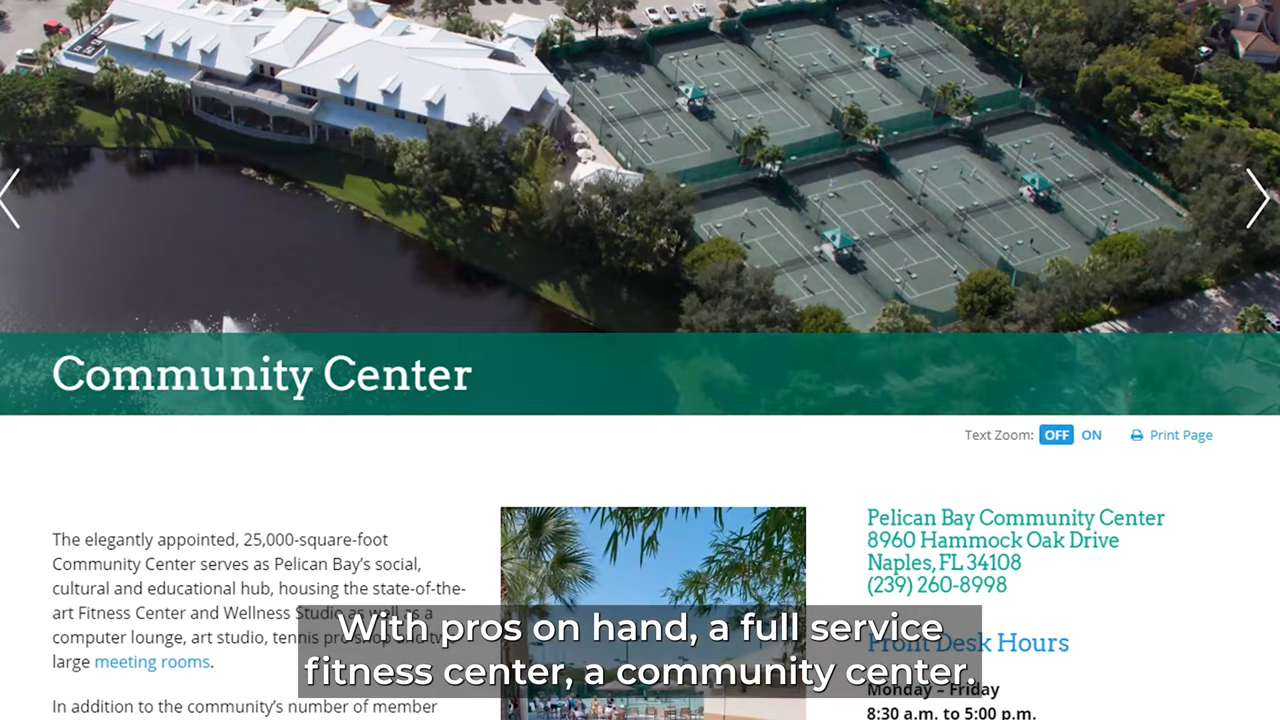 Community Center
Text Zoom: OFF ON Print Page
The elegantly appointed, 25,000-square-foot
Community Center serves as Pelican Bay's social,
cultural and educational hub, housing the state-of-the-
art Fitness Center and Wellness Studio as well as a
computer lounge, art studio, tennis pro shop and
large meeting rooms.
In addition to the community's number of member
Pelican Bay Community Center
8960 Hammock Oak Drive
Naples, FL 34108
(239) 260-8998
Front Desk Hours
Monday – Friday
8:30 a.m. to 5:00 p.m.
With pros on hand, a full service
fitness center, a community center.